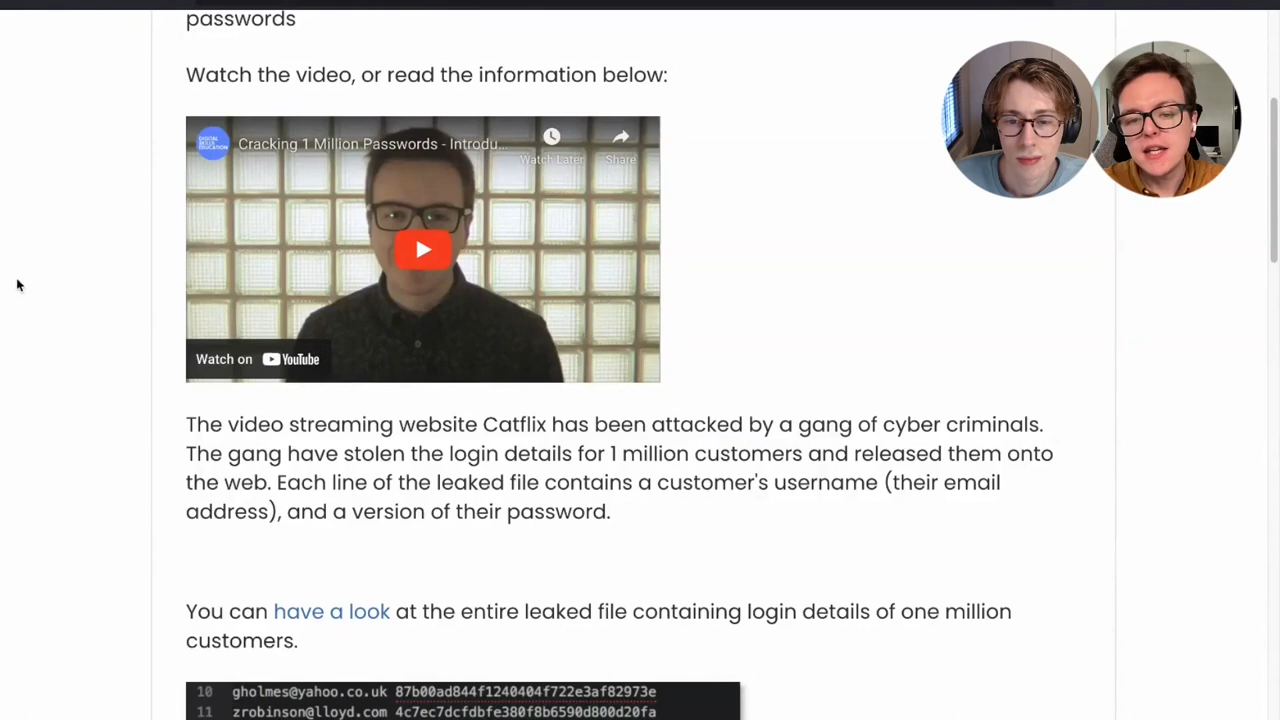 passwords
Watch the video, or read the information below:
DIGITAL SKILLS EDUCATION
Cracking 1 Million Passwords - Introdu...
Watch Later
Share
Watch on YouTube
The video streaming website Catflix has been attacked by a gang of cyber criminals.
The gang have stolen the login details for 1 million customers and released them onto
the web. Each line of the leaked file contains a customer's username (their email
address), and a version of their password.
You can have a look at the entire leaked file containing login details of one million
customers.
10 gholmes@yahoo.co.uk 87b00ad844f1240404f722e3af82973e
11 zrobinson@lloyd.com 4c7ec7dcfdbfe380f8b6590d800d20fa